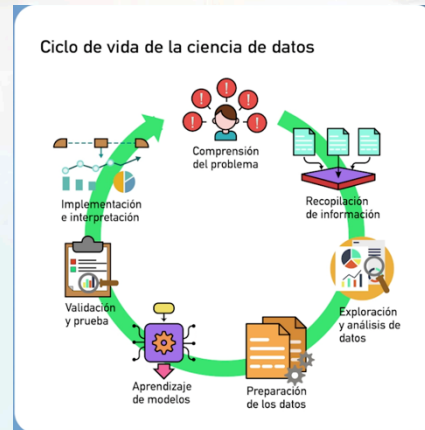 Ciclo de vida de la ciencia de datos
Comprensión
del problema
Recopilación
de información
Exploración
y análisis de
datos
Preparación
de los datos
Aprendizaje
de modelos
Validación
y prueba
Implementación
e interpretación